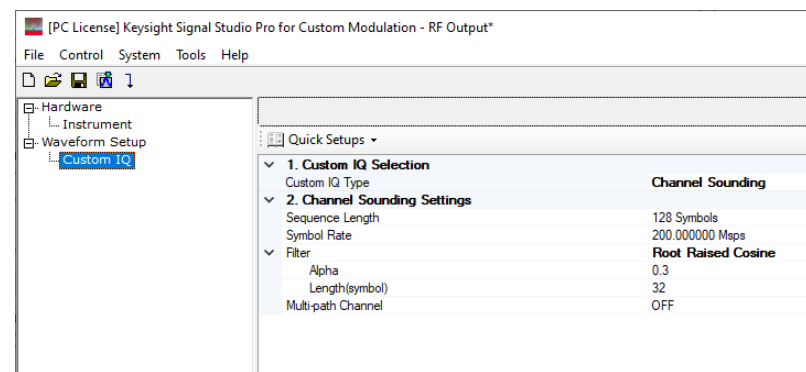 [PC License] Keysight Signal Studio Pro for Custom Modulation - RF Output*
File Control System Tools Help
Hardware
Instrument
Waveform Setup
Custom IQ
Quick Setups
1. Custom IQ Selection
Custom IQ Type Channel Sounding
2. Channel Sounding Settings
Sequence Length 128 Symbols
Symbol Rate 200.000000 Msps
Filter Root Raised Cosine
Alpha 0.3
Length(symbol) 32
Multi-path Channel OFF